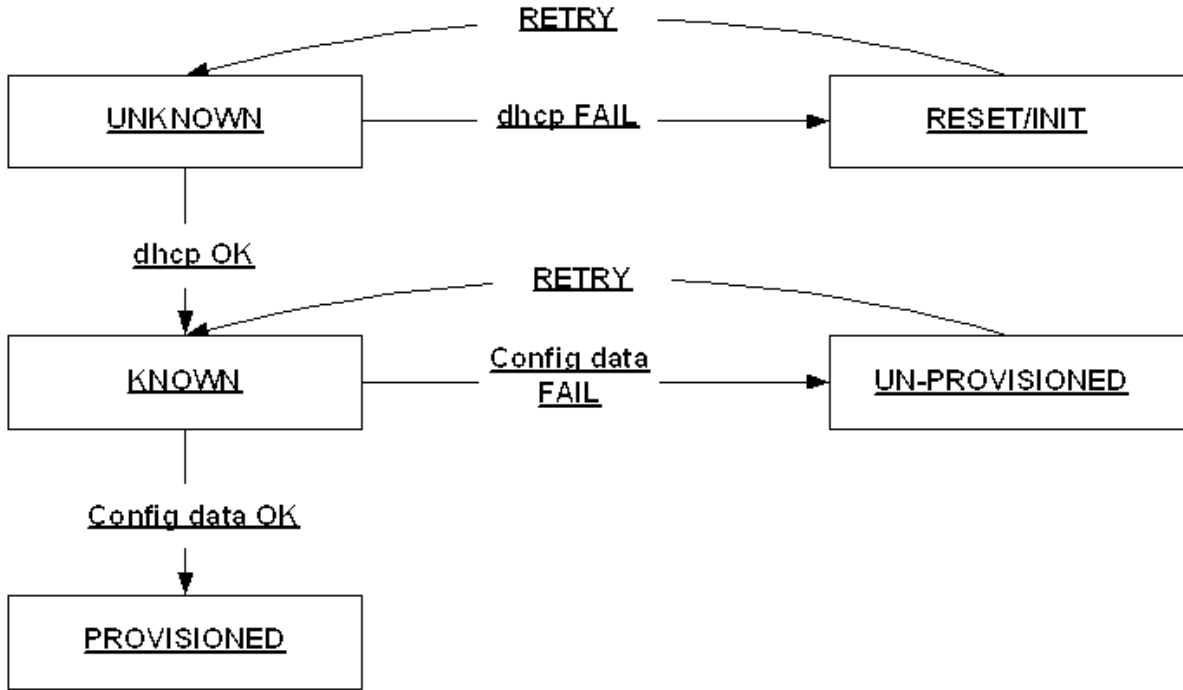 RETRY
UNKNOWN
dhcp FAIL
RESET/INIT
dhcp OK
RETRY
KNOWN
Config data
FAIL
UN-PROVISIONED
Config data OK
PROVISIONED